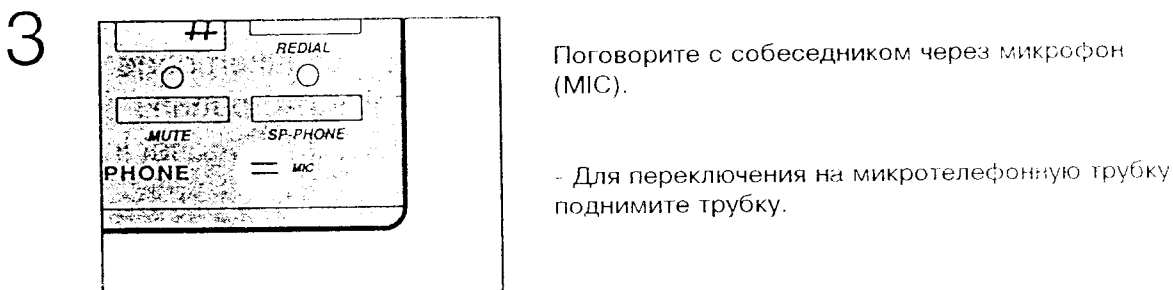 3
#
REDIAL
MUTE
SP-PHONE
PHONE
MIC
Поговорите с собеседником через микрофон
(MIC).
- Для переключения на микротелефонную трубку
поднимите трубку.